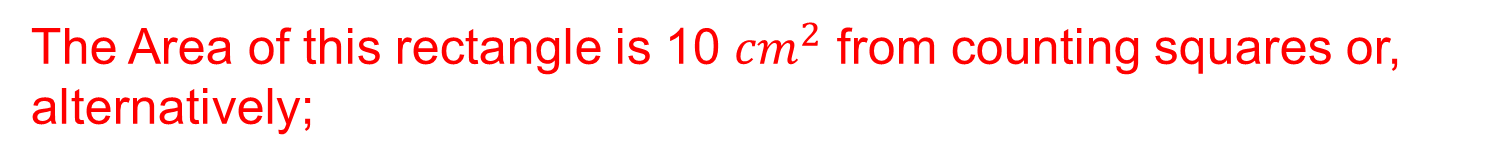 The Area of this rectangle is 10 cm² from counting squares or,
alternatively;